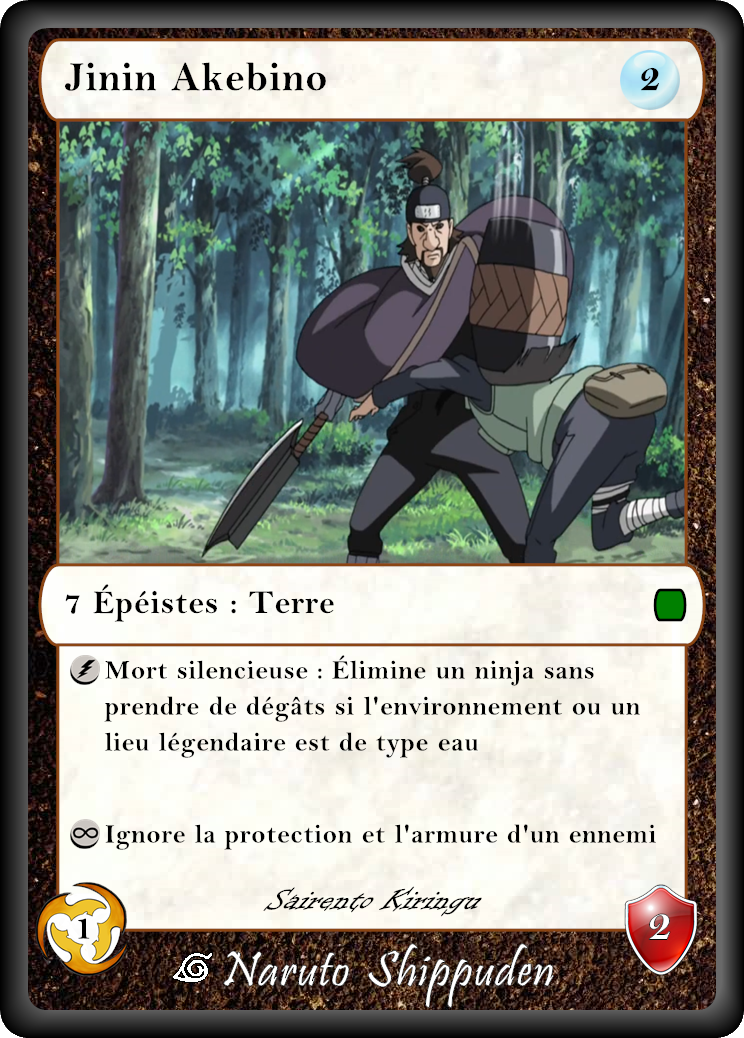 Jinin Akebino
2
7 Épéistes : Terre
Mort silencieuse : Élimine un ninja sans
prendre de dégâts si l'environnement ou un
lieu légendaire est de type eau
Ignore la protection et l'armure d'un ennemi
Sairento Kiringu
1
2
Naruto Shippuden